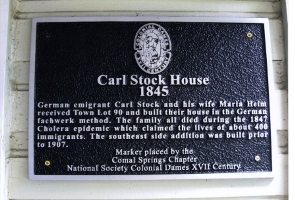 Carl Stock House
1845
German emigrant Carl Stock and his wife Maria Heim
received Town Lot 90 and built their house in the German
fachwerk method. The family all died during the 1847
Cholera epidemic which claimed the lives of about 400
immigrants. The southeast side addition was built prior
to 1907.
Marker placed by the
Comal Springs Chapter
National Society Colonial Dames XVII Century